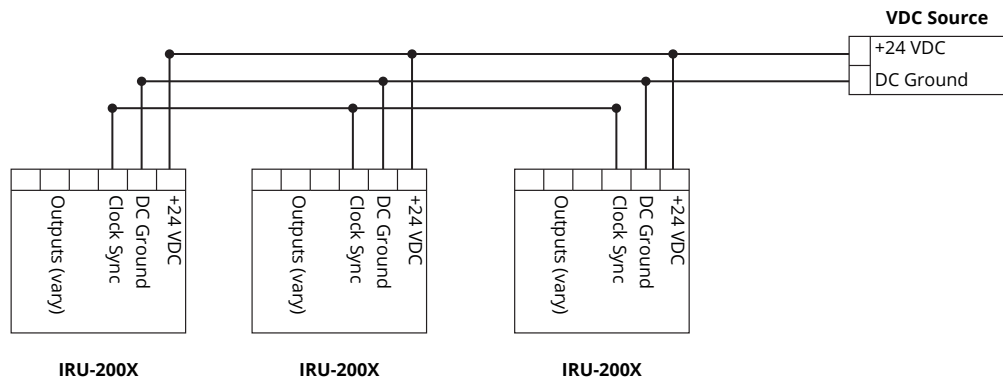 VDC Source
+24 VDC
DC Ground
Outputs (vary)
Clock Sync
DC Ground
+24 VDC
Outputs (vary)
Clock Sync
DC Ground
+24 VDC
Outputs (vary)
Clock Sync
DC Ground
+24 VDC
IRU-200X
IRU-200X
IRU-200X